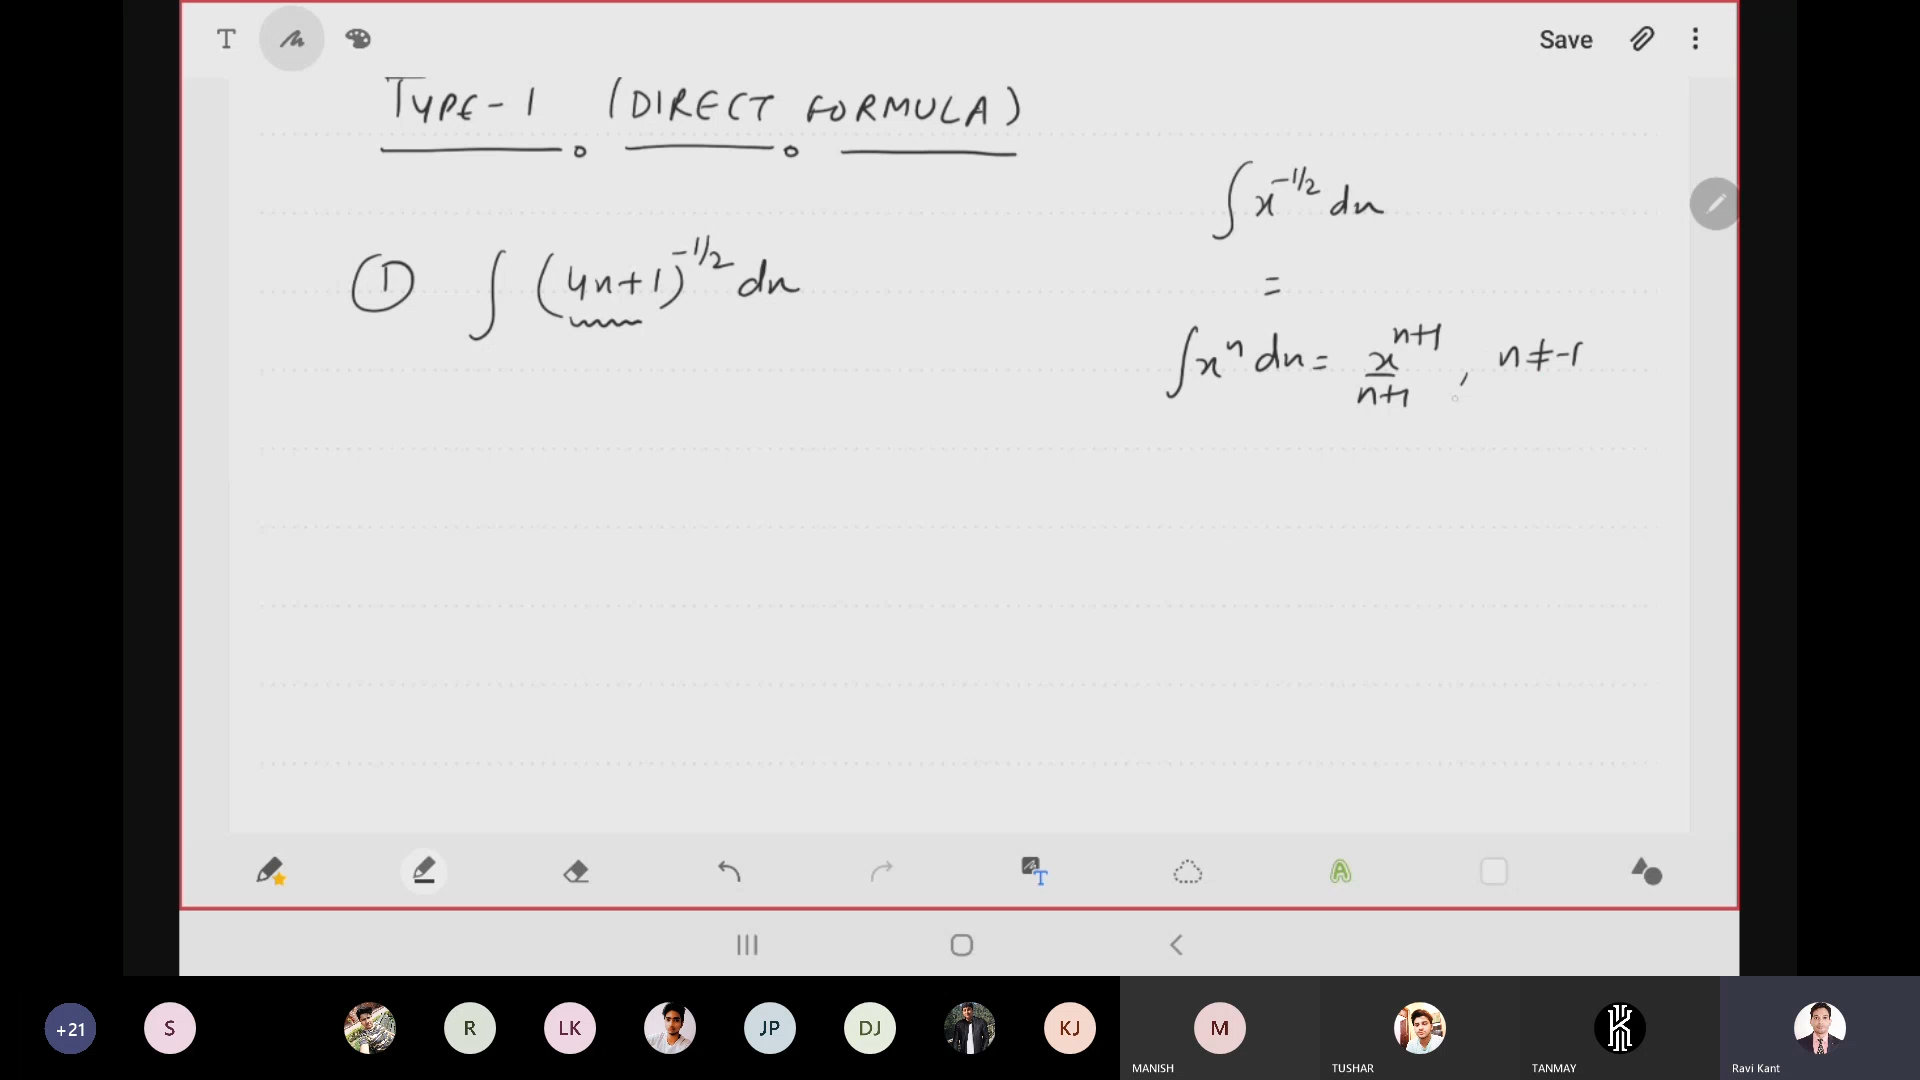 T
Save
TYPE-1 (DIRECT FORMULA)
∫ x^{-1/2} dx
① ∫ (4x+1)^{-1/2} dx
=
∫ x^n dx = x^{n+1}/n+1 , n ≠ -1
T
A
+21
S
R
LK
JP
DJ
KJ
M
MANISH
TUSHAR
TANMAY
Ravi Kant